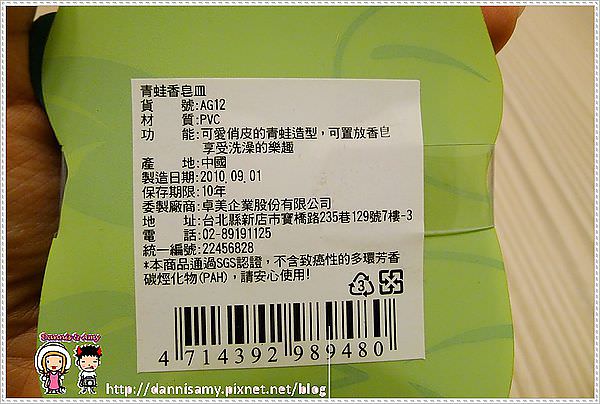 青蛙香皂皿
貨　　號:AG12
材　　質:PVC
功　　能:可愛俏皮的青蛙造型，可置放香皂
享受洗澡的樂趣
產　　地:中國
製造日期:2010.09.01
保存期限:10年
委製廠商:卓美企業股份有限公司
地　　址:台北縣新店市寶橋路235巷129號7樓-3
電　　話:02-89191125
統一編號:22456828
*本商品通過SGS認證，不含致癌性的多環芳香
碳烴化物(PAH)，請安心使用!
3
4 714392 989480
Dannis & Amy
http://dannisamy.pixnet.net/blog